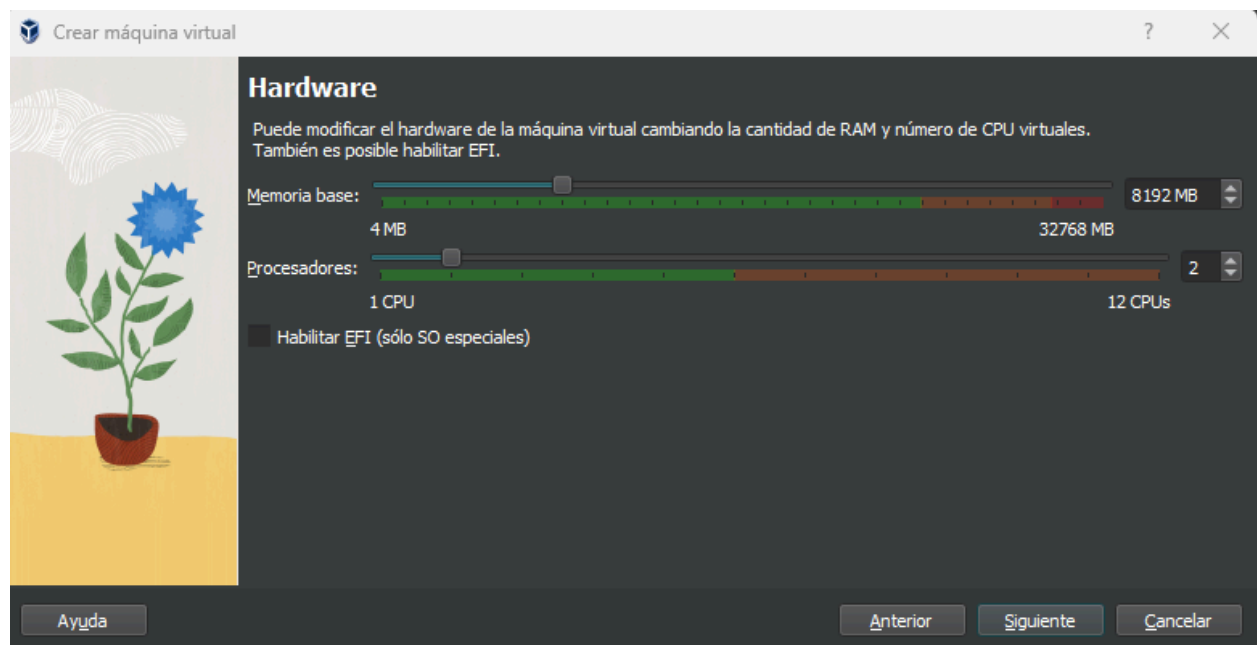 Crear máquina virtual
?
Hardware
Puede modificar el hardware de la máquina virtual cambiando la cantidad de RAM y número de CPU virtuales.
También es posible habilitar EFI.
Memoria base:
8192 MB
4 MB
32768 MB
Procesadores:
2
1 CPU
12 CPUs
Habilitar EFI (sólo SO especiales)
Ayuda
Anterior
Siguiente
Cancelar